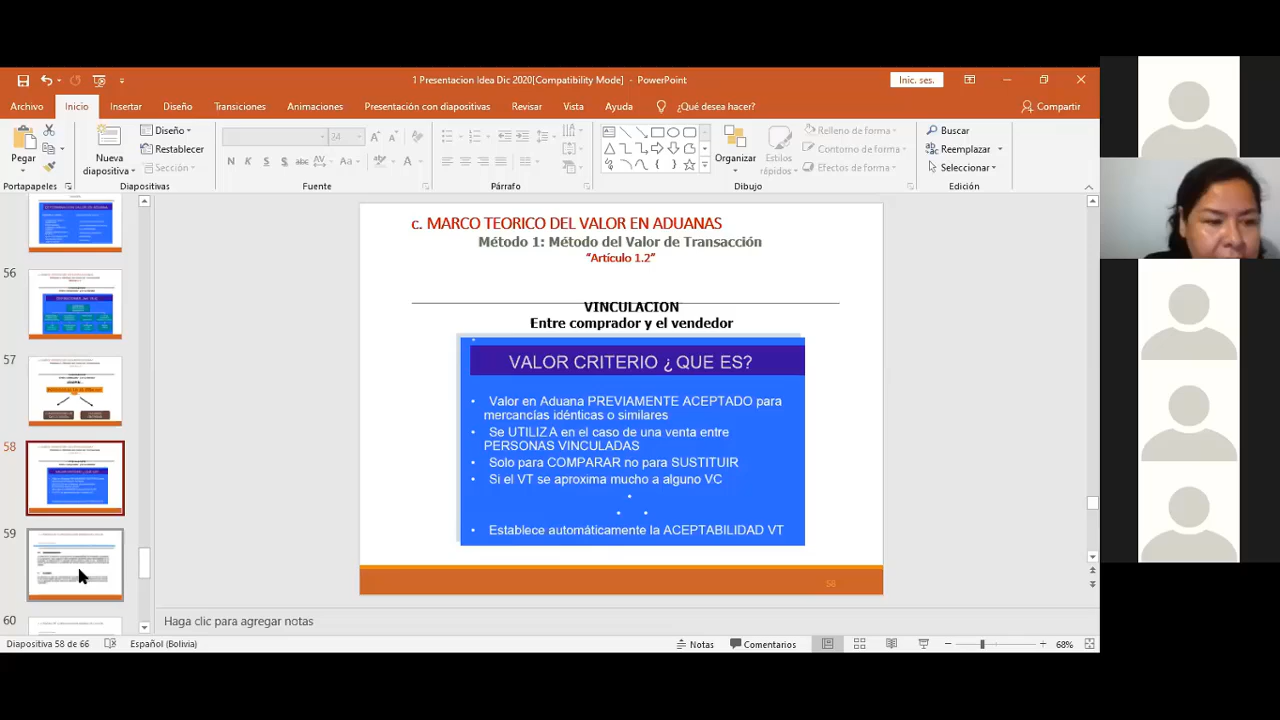 1 Presentacion Idea Dic 2020[Compatibility Mode] - PowerPoint
Inic. ses.
Archivo Inicio Insertar Diseño Transiciones Animaciones Presentación con diapositivas Revisar Vista Ayuda ¿Qué desea hacer? Compartir
Pegar
Nueva diapositiva
Diseño
Restablecer
Sección
24
N K S S abc AV Aa A
Organizar
Estilos rápidos
Relleno de forma
Contorno de forma
Efectos de forma
Buscar
Reemplazar
Seleccionar
Portapapeles Diapositivas Fuente Párrafo Dibujo Edición
56
57
58
59
60
c. MARCO TEORICO DEL VALOR EN ADUANAS
Método 1: Método del Valor de Transacción
“Artículo 1.2”
VINCULACION
Entre comprador y el vendedor
VALOR CRITERIO ¿ QUE ES?
• Valor en Aduana PREVIAMENTE ACEPTADO para
mercancías idénticas o similares
• Se UTILIZA en el caso de una venta entre
PERSONAS VINCULADAS
• Solo para COMPARAR no para SUSTITUIR
• Si el VT se aproxima mucho a alguno VC
• Establece automáticamente la ACEPTABILIDAD VT
58
Haga clic para agregar notas
Diapositiva 58 de 66 Español (Bolivia) Notas Comentarios 68%